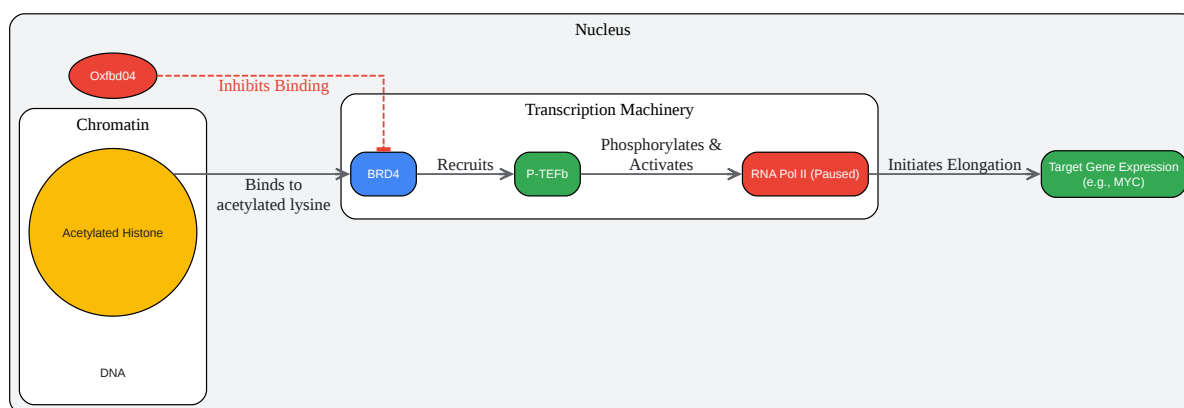 Nucleus
Oxfbd04
Inhibits Binding
Chromatin
Transcription Machinery
Acetylated Histone
Binds to
acetylated lysine
BRD4
Recruits
P-TEFb
Phosphorylates &
Activates
RNA Pol II (Paused)
Initiates Elongation
Target Gene Expression
(e.g., MYC)
DNA